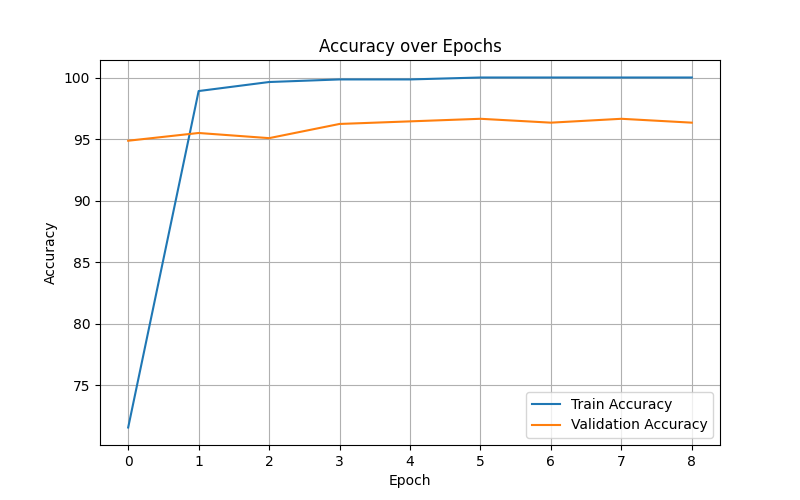 Accuracy over Epochs
Accuracy
100
95
90
85
80
75
Train Accuracy
Validation Accuracy
0 1 2 3 4 5 6 7 8
Epoch